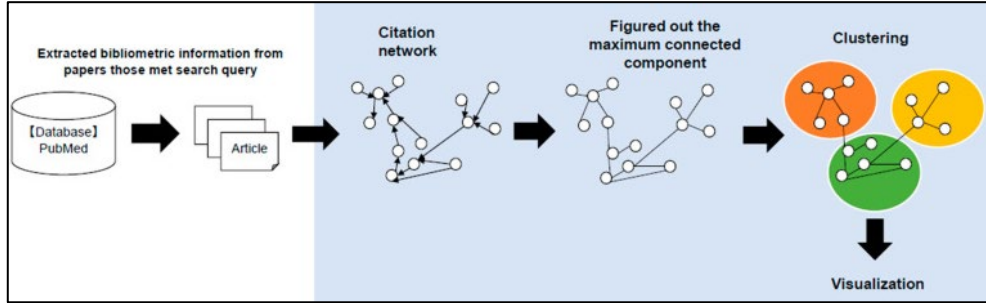 Extracted bibliometric information from
papers those met search query
【Database】
PubMed
Article
Citation
network
Figured out the
maximum connected
component
Clustering
Visualization